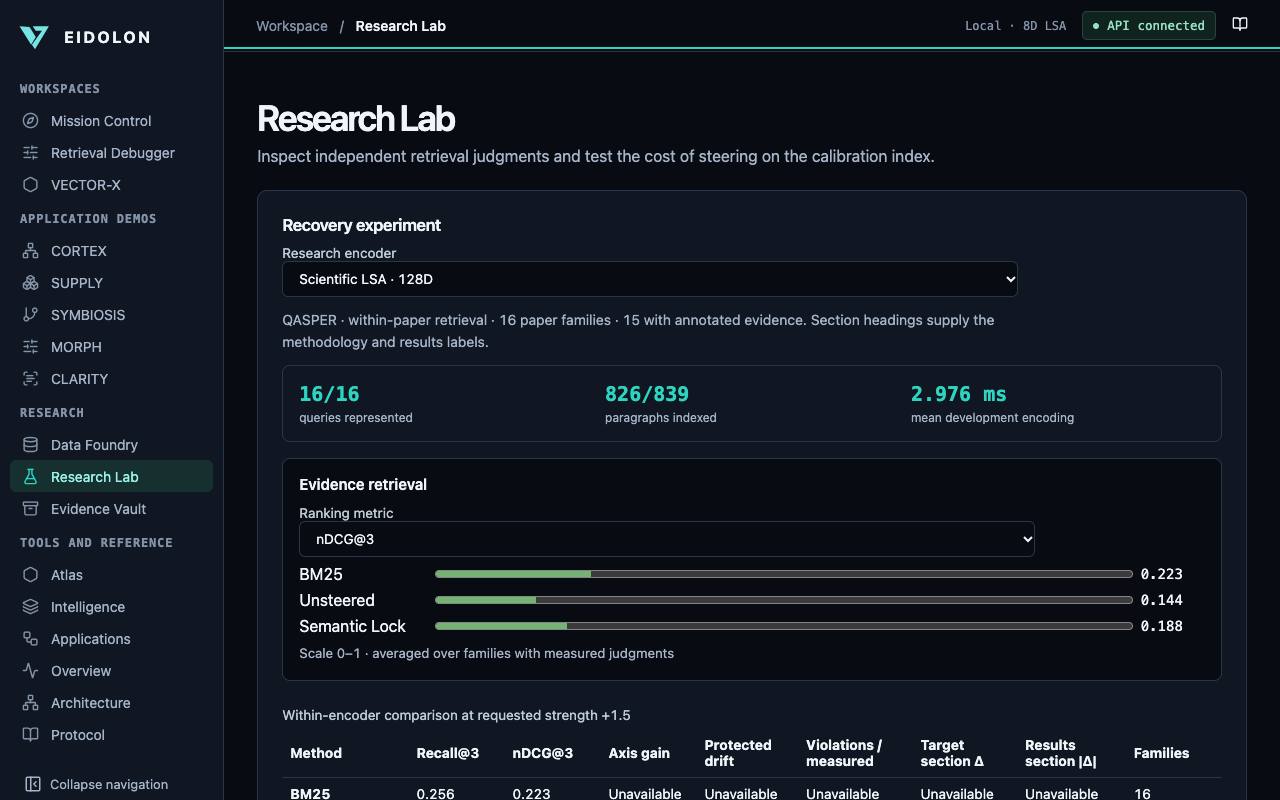 EIDOLON
Workspace / Research Lab
Local · 8D LSA
API connected
WORKSPACES
Mission Control
Retrieval Debugger
VECTOR-X
APPLICATION DEMOS
CORTEX
SUPPLY
SYMBIOSIS
MORPH
CLARITY
RESEARCH
Data Foundry
Research Lab
Evidence Vault
TOOLS AND REFERENCE
Atlas
Intelligence
Applications
Overview
Architecture
Protocol
Collapse navigation
Research Lab
Inspect independent retrieval judgments and test the cost of steering on the calibration index.
Recovery experiment
Research encoder
Scientific LSA · 128D
QASPER · within-paper retrieval · 16 paper families · 15 with annotated evidence. Section headings supply the
methodology and results labels.
16/16 826/839 2.976 ms
queries represented paragraphs indexed mean development encoding
Evidence retrieval
Ranking metric
nDCG@3
BM25 0.223
Unsteered 0.144
Semantic Lock 0.188
Scale 0–1 · averaged over families with measured judgments
Within-encoder comparison at requested strength +1.5
Method Recall@3 nDCG@3 Axis gain Protected drift Violations / measured Target section Δ Results section |Δ| Families
BM25 0.256 0.223 Unavailable Unavailable Unavailable Unavailable Unavailable 16